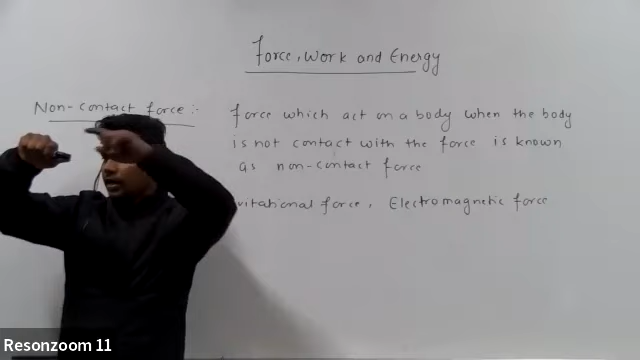 Force, Work and Energy
Non-contact force :- force which act on a body when the body
is not contact with the force is known
as non-contact force
vitational force, Electromagnetic force
Resonzoom 11